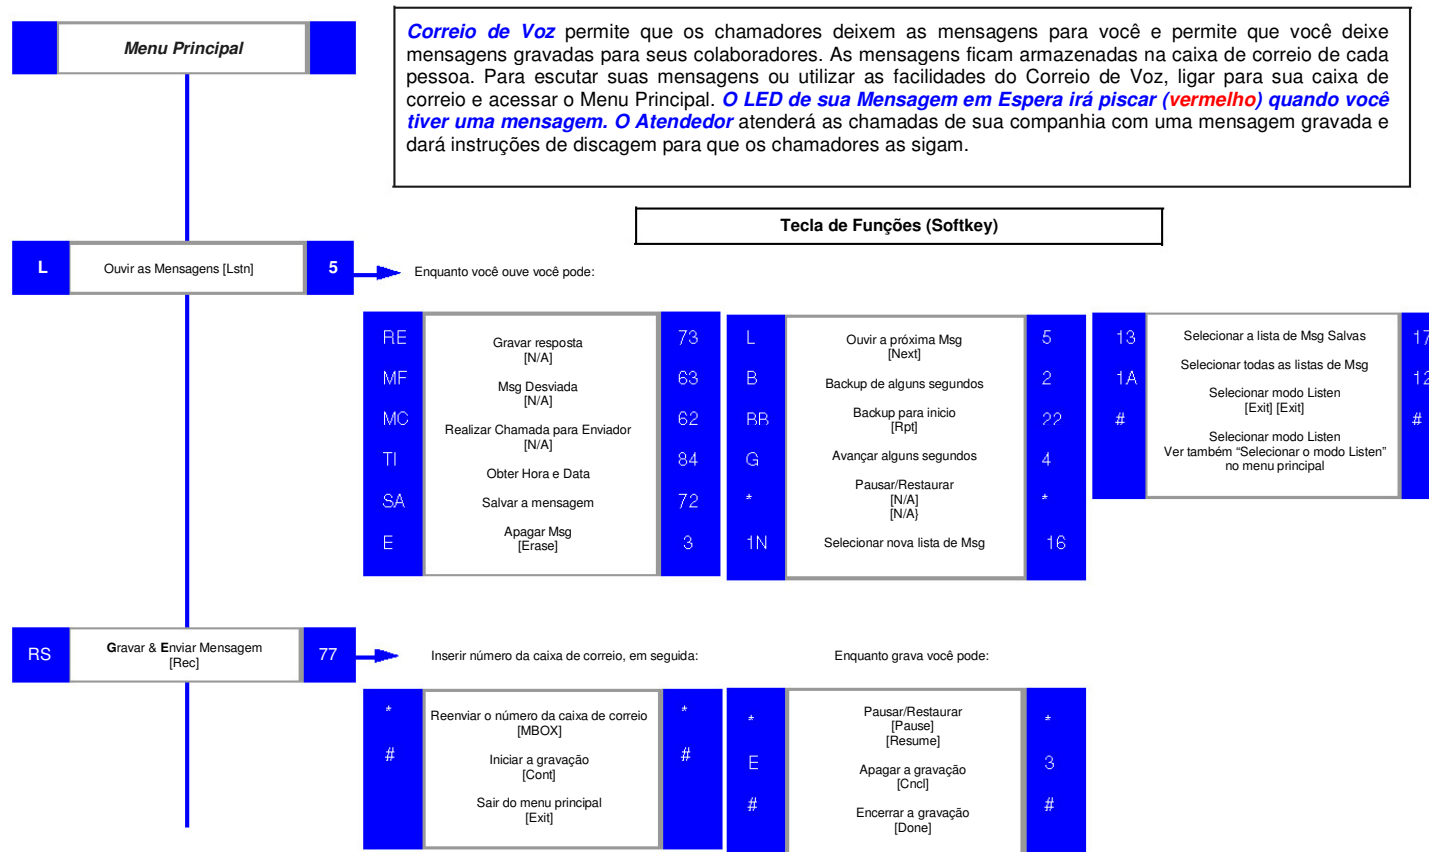 Menu Principal
Correio de Voz permite que os chamadores deixem as mensagens para você e permite que você deixe
mensagens gravadas para seus colaboradores. As mensagens ficam armazenadas na caixa de correio de cada
pessoa. Para escutar suas mensagens ou utilizar as facilidades do Correio de Voz, ligar para sua caixa de
correio e acessar o Menu Principal. O LED de sua Mensagem em Espera irá piscar (vermelho) quando você
tiver uma mensagem. O Atendedor atenderá as chamadas de sua companhia com uma mensagem gravada e
dará instruções de discagem para que os chamadores as sigam.
Tecla de Funções (Softkey)
L Ouvir as Mensagens [Lstn] 5
Enquanto você ouve você pode:
RE Gravar resposta 73
[N/A]
MF Msg Desviada 63
[N/A]
MC Realizar Chamada para Enviador 62
[N/A]
TI Obter Hora e Data 84
SA Salvar a mensagem 72
E Apagar Msg 3
[Erase]
L Ouvir a próxima Msg 5
[Next]
B Backup de alguns segundos 2
BB Backup para inicio 22
[Rpt]
G Avançar alguns segundos 4
* Pausar/Restaurar *
[N/A]
[N/A}
1N Selecionar nova lista de Msg 16
13 Selecionar a lista de Msg Salvas 17
1A Selecionar todas as listas de Msg 12
# Selecionar modo Listen #
[Exit] [Exit]
Selecionar modo Listen
Ver também “Selecionar o modo Listen”
no menu principal
RS Gravar & Enviar Mensagem 77
[Rec]
Inserir número da caixa de correio, em seguida:
* Reenviar o número da caixa de correio *
[MBOX]
# Iniciar a gravação #
[Cont]
Sair do menu principal
[Exit]
Enquanto grava você pode:
* Pausar/Restaurar *
[Pause]
[Resume]
E Apagar a gravação 3
[Cncl]
# Encerrar a gravação #
[Done]